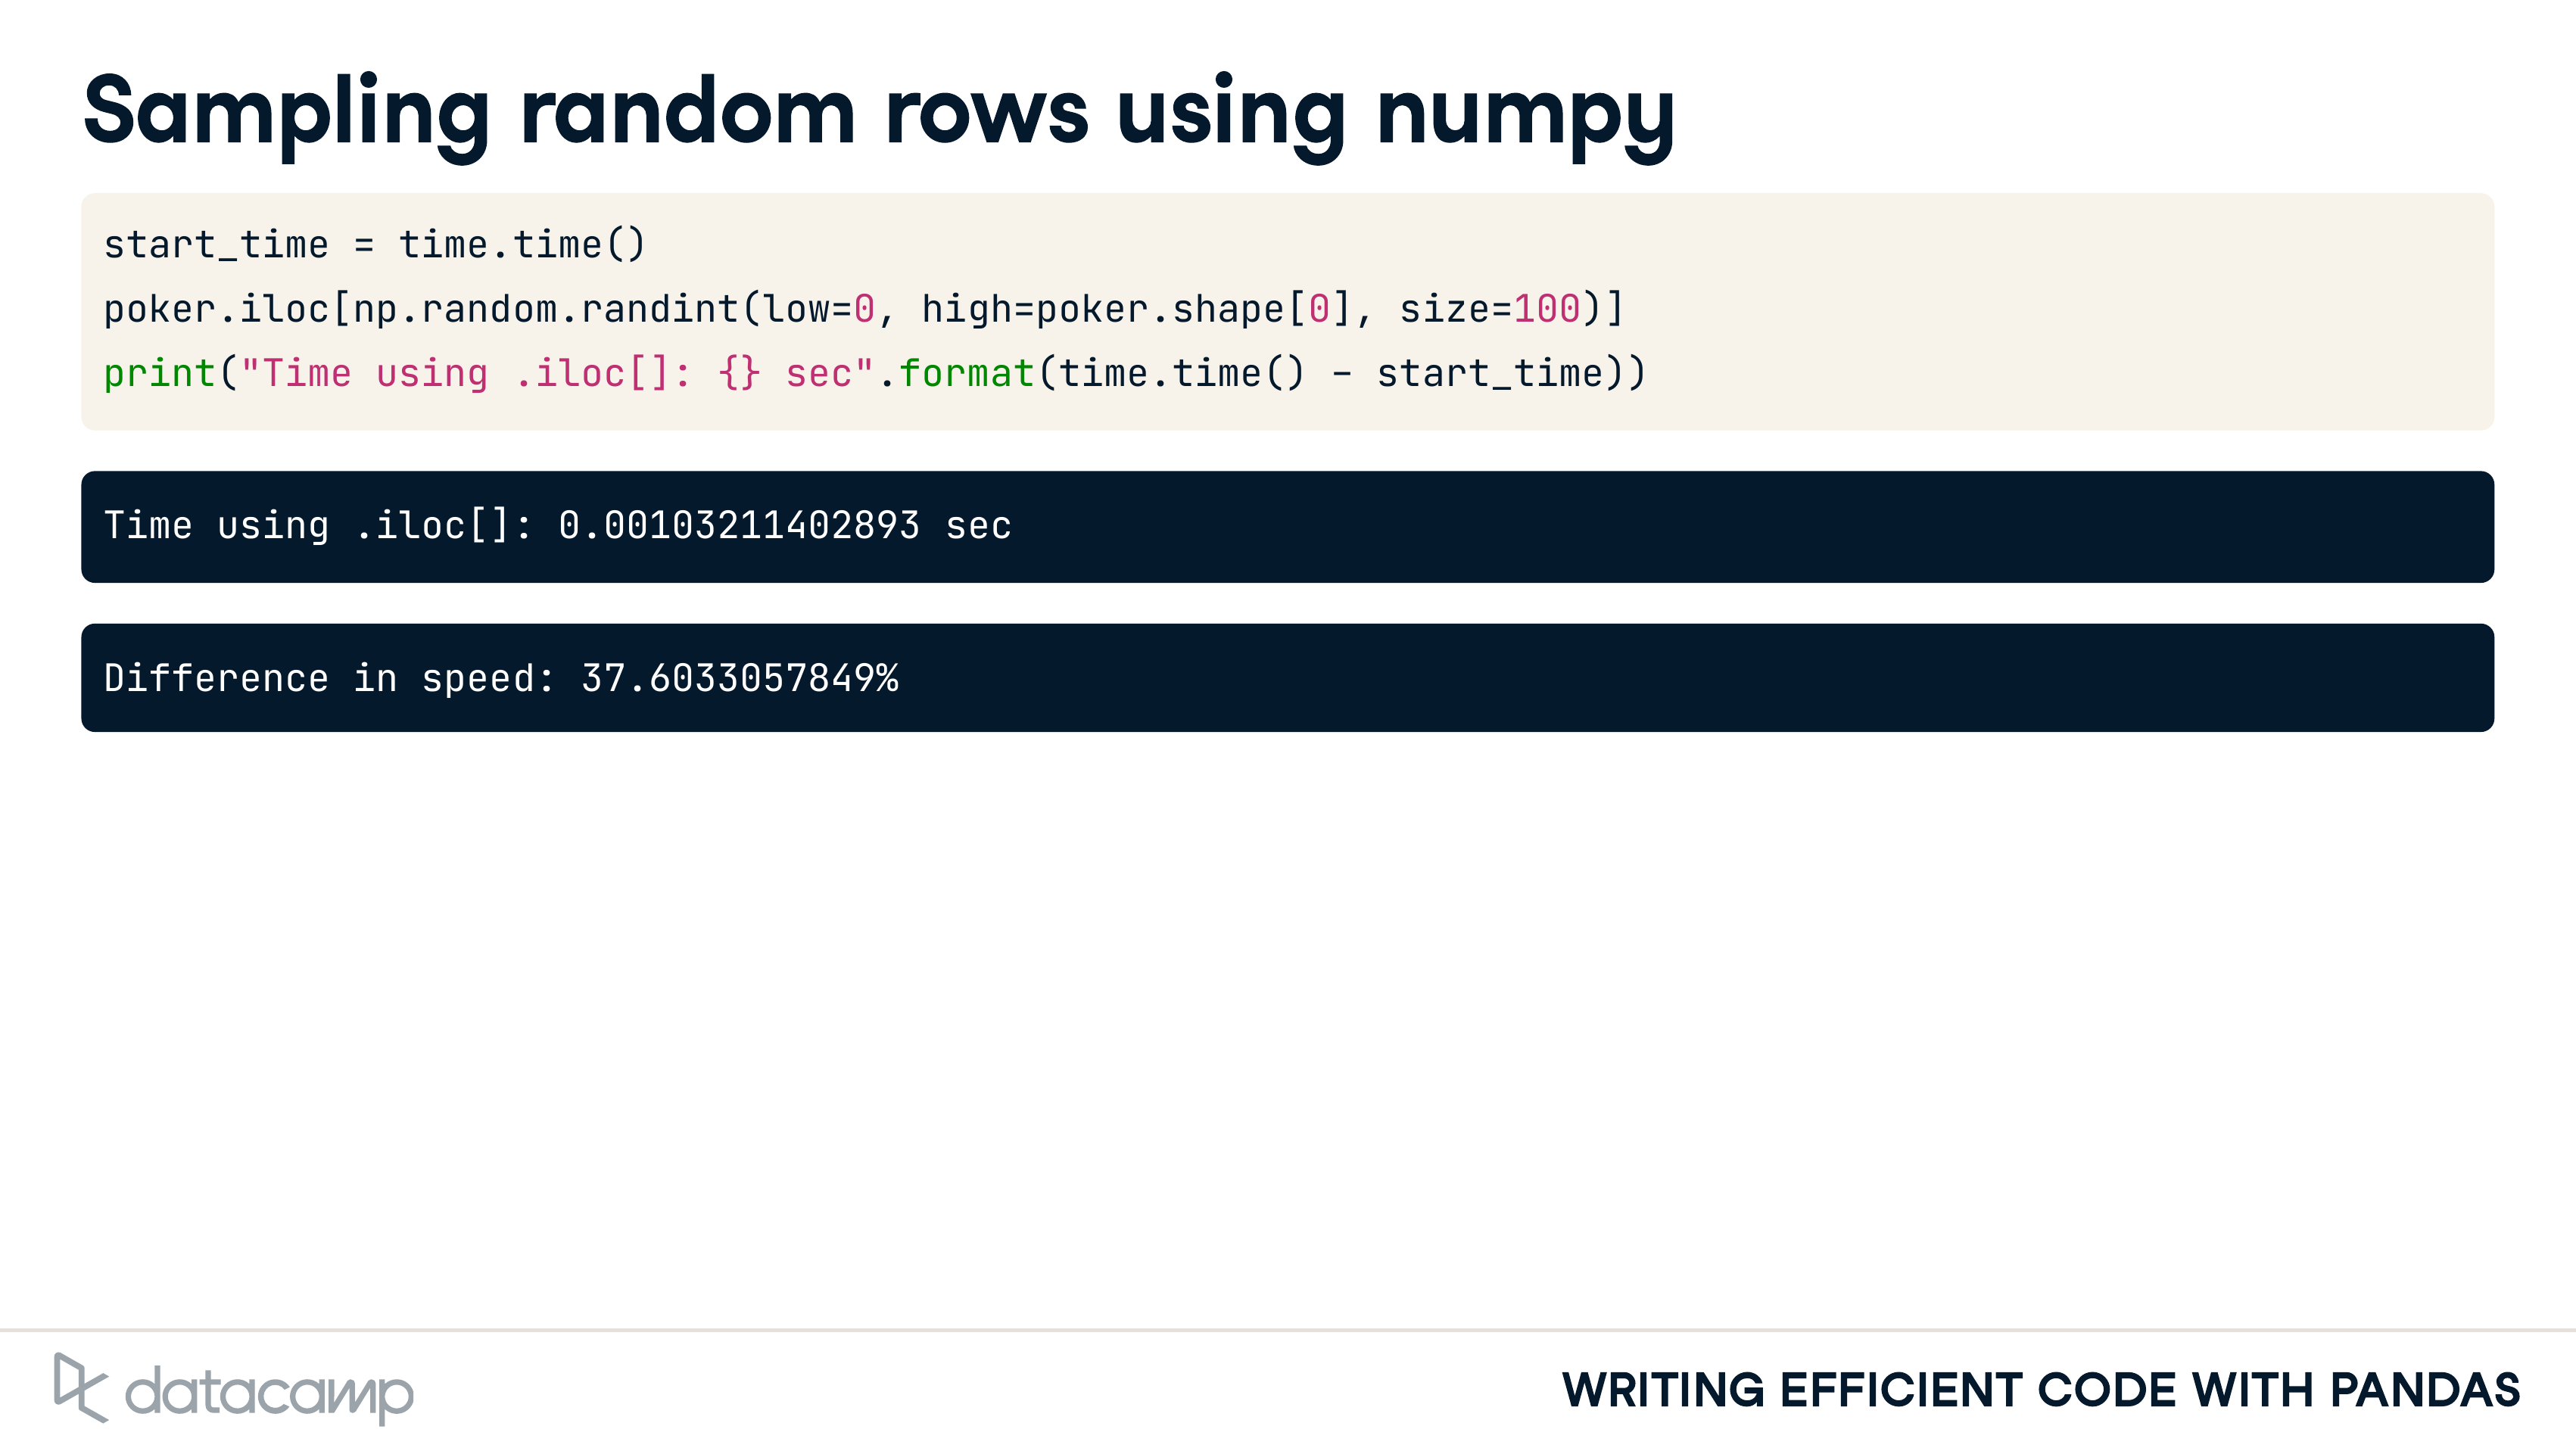 Sampling random rows using numpy
start_time = time.time()
poker.iloc[np.random.randint(low=0, high=poker.shape[0], size=100)]
print("Time using .iloc[]: {} sec".format(time.time() - start_time))
Time using .iloc[]: 0.00103211402893 sec
Difference in speed: 37.6033057849%
datacamp
WRITING EFFICIENT CODE WITH PANDAS